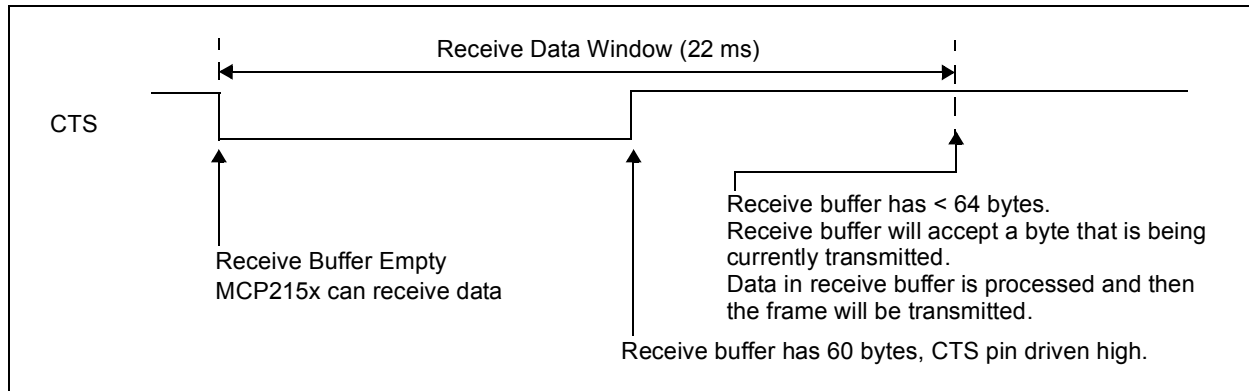 Receive Data Window (22 ms)
CTS
Receive Buffer Empty
MCP215x can receive data
Receive buffer has < 64 bytes.
Receive buffer will accept a byte that is being
currently transmitted.
Data in receive buffer is processed and then
the frame will be transmitted.
Receive buffer has 60 bytes, CTS pin driven high.